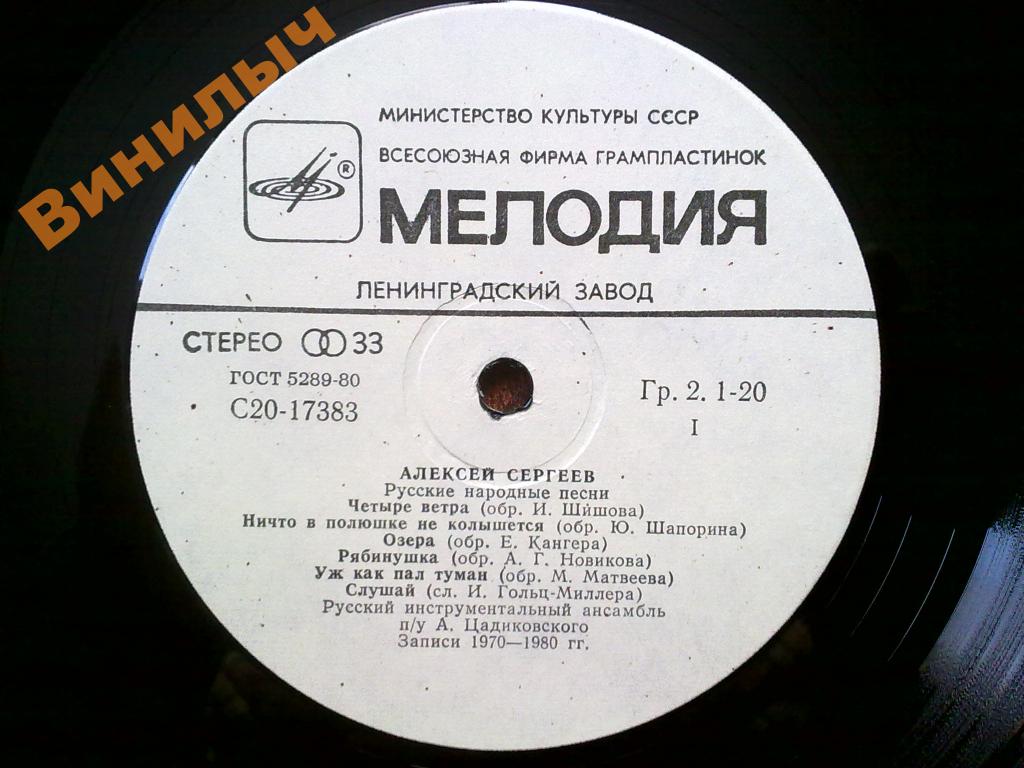 Винилыч
МИНИСТЕРСТВО КУЛЬТУРЫ СССР
ВСЕСОЮЗНАЯ ФИРМА ГРАМПЛАСТИНОК
®
МЕЛОДИЯ
ЛЕНИНГРАДСКИЙ ЗАВОД
СТЕРЕО 33
ГОСТ 5289-80
С20-17383
Гр. 2. 1-20
I
АЛЕКСЕЙ СЕРГЕЕВ
Русские народные песни
Четыре ветра (обр. И. Шишова)
Ничто в полюшке не колышется (обр. Ю. Шапорина)
Озера (обр. Е. Кангера)
Рябинушка (обр. А. Г. Новикова)
Уж как пал туман (обр. М. Матвеева)
Слушай (сл. И. Гольц-Миллера)
Русский инструментальный ансамбль
п/у А. Цадиковского
Записи 1970—1980 гг.